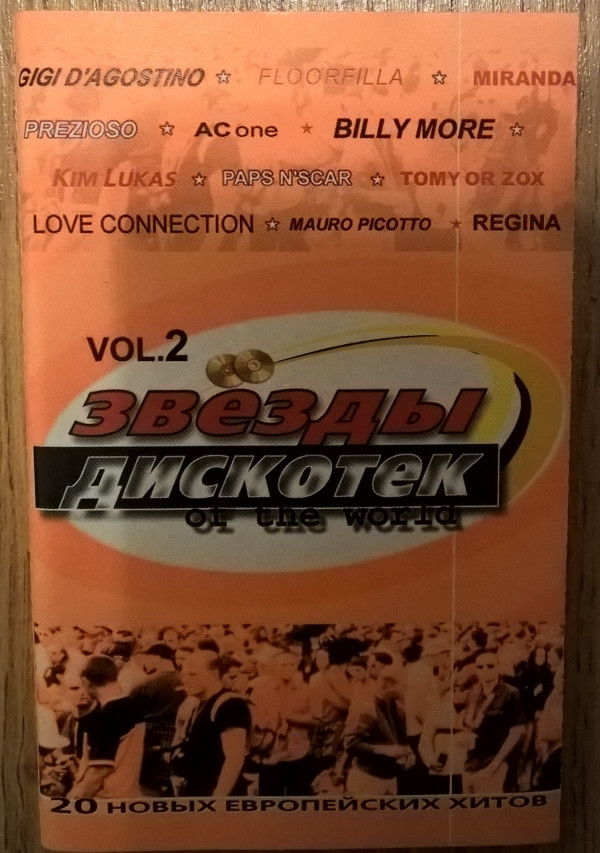 GIGI D'AGOSTINO ☆ FLOORFILLA ☆ MIRANDA
PREZIOSO ☆ AC one ★ BILLY MORE ☆
KIM LUKAS ☆ PAPS N'SCAR ☆ TOMY OR ZOX
LOVE CONNECTION ☆ MAURO PICOTTO ★ REGINA
VOL.2
звезды
дискотек
of the world
20 НОВЫХ ЕВРОПЕЙСКИХ ХИТОВ